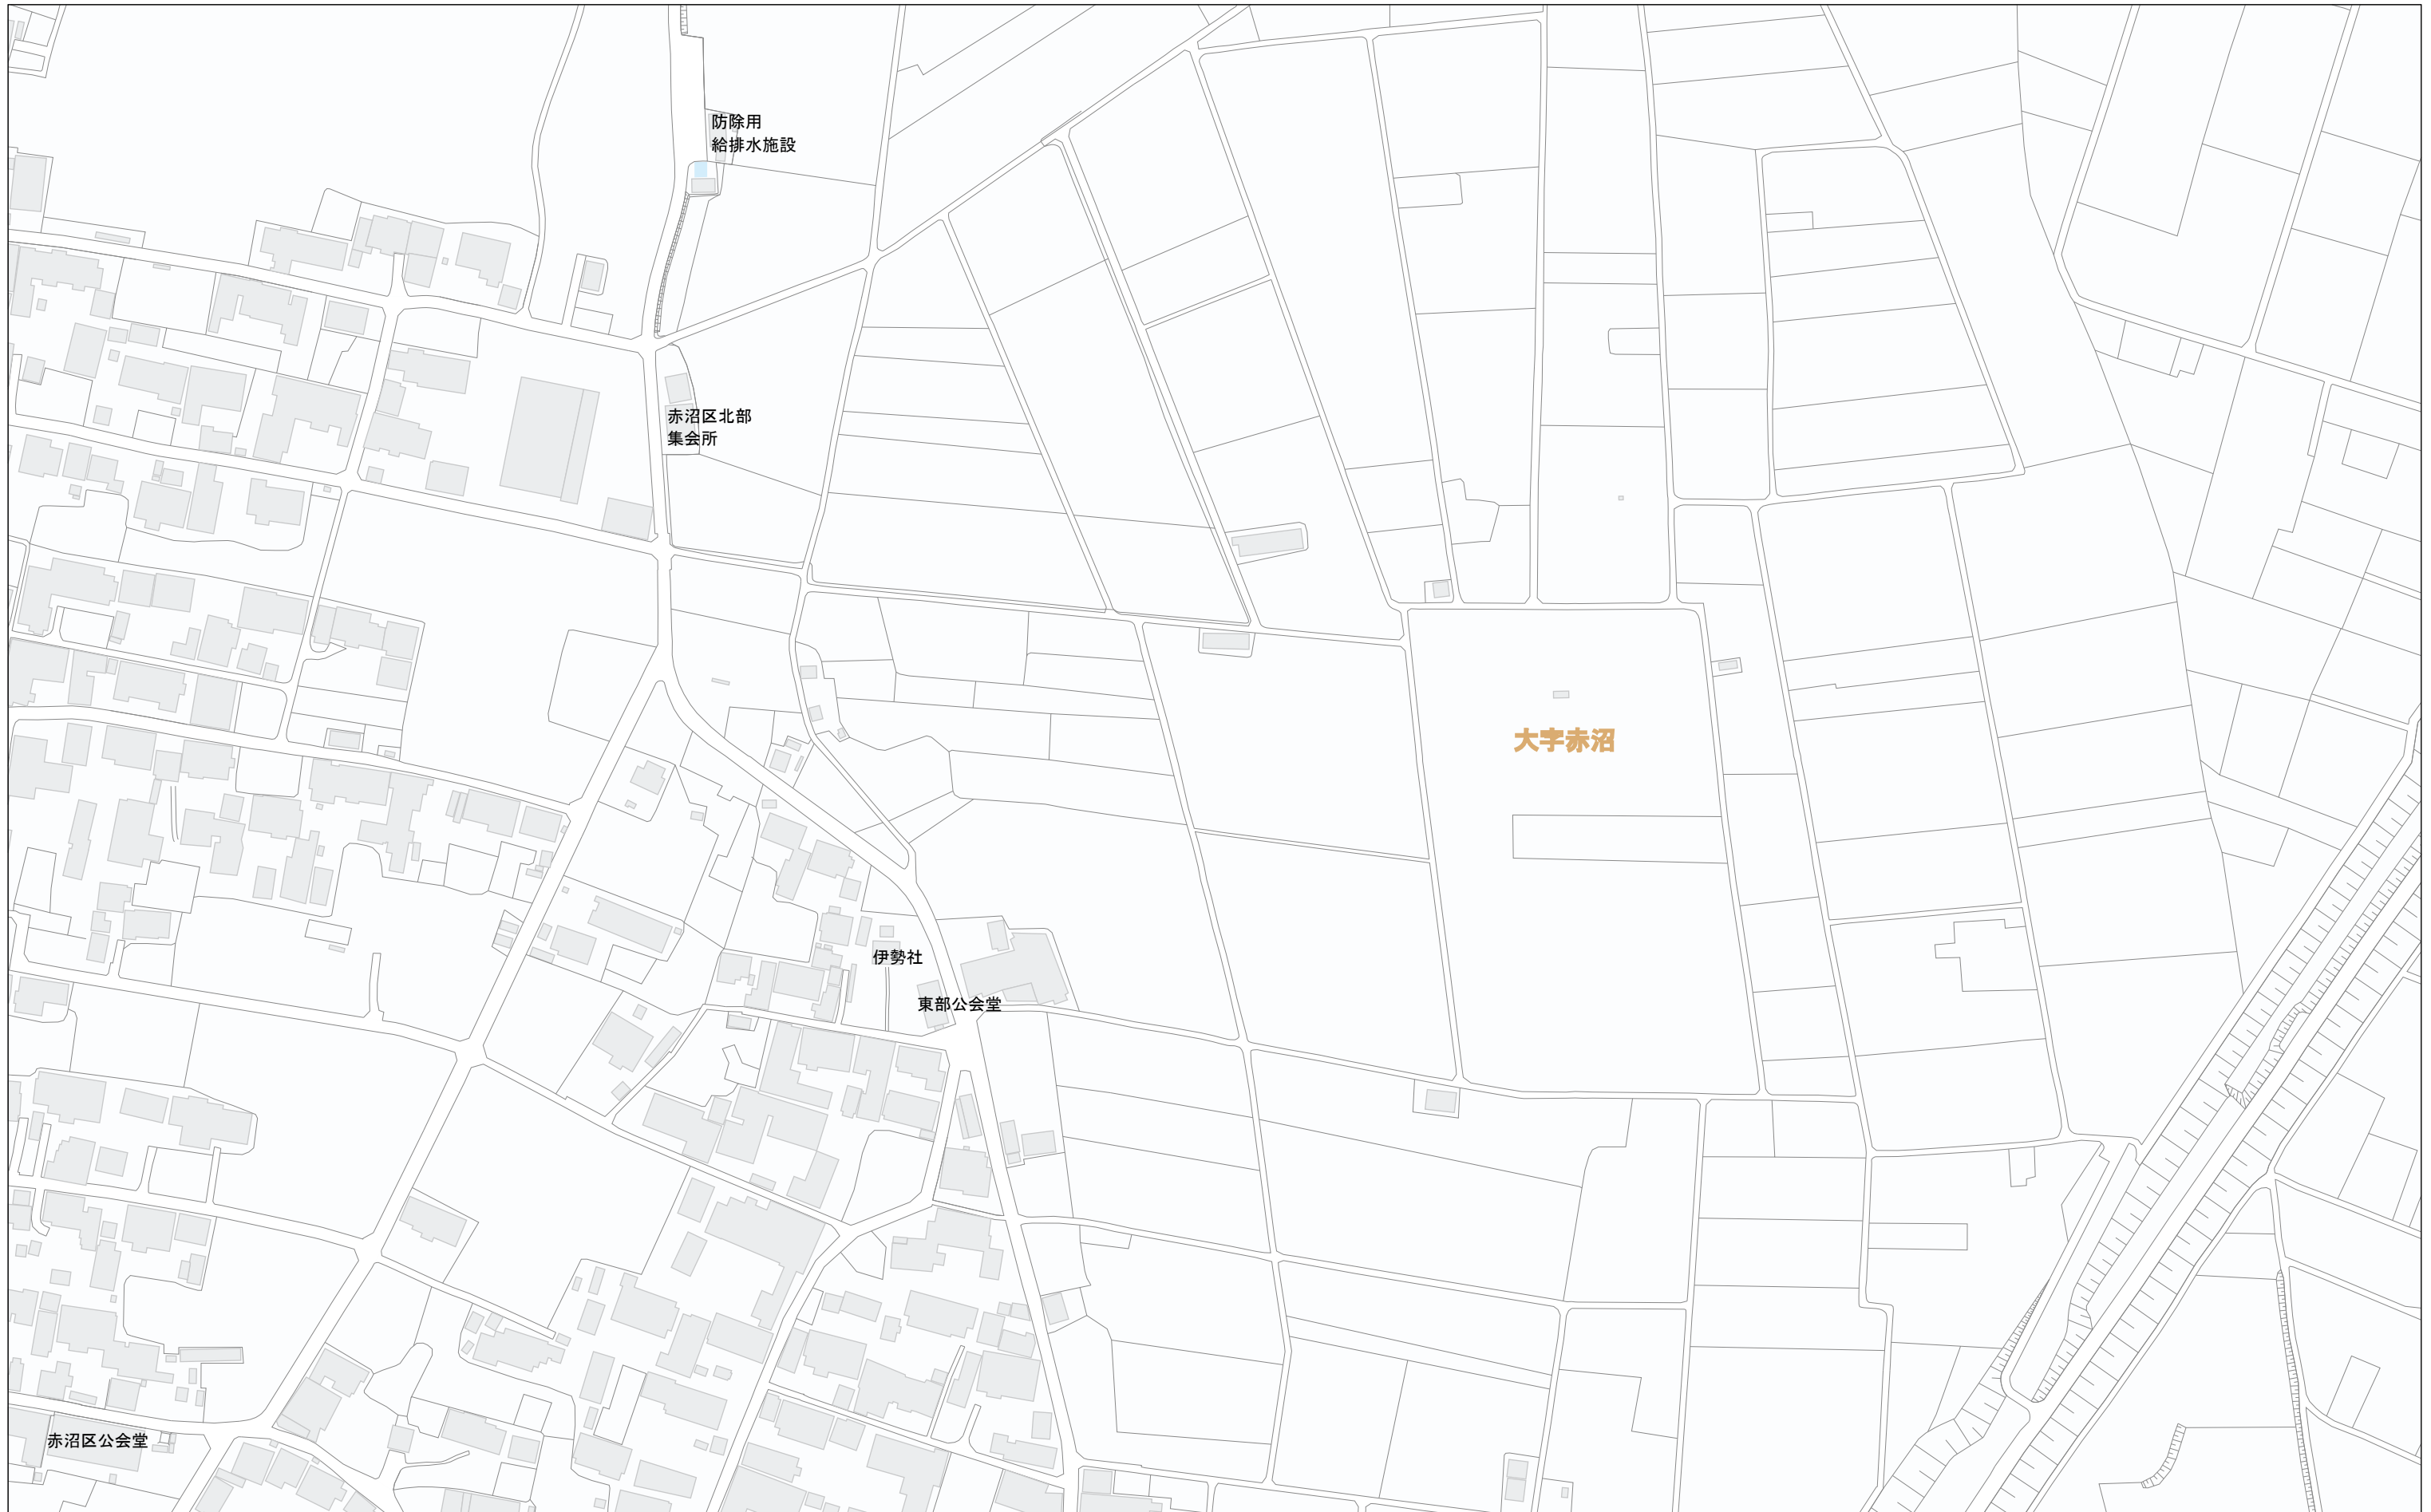 防除用
給排水施設
赤沼区北部
集会所
大字赤沼
伊勢社
東部公会堂
赤沼区公会堂